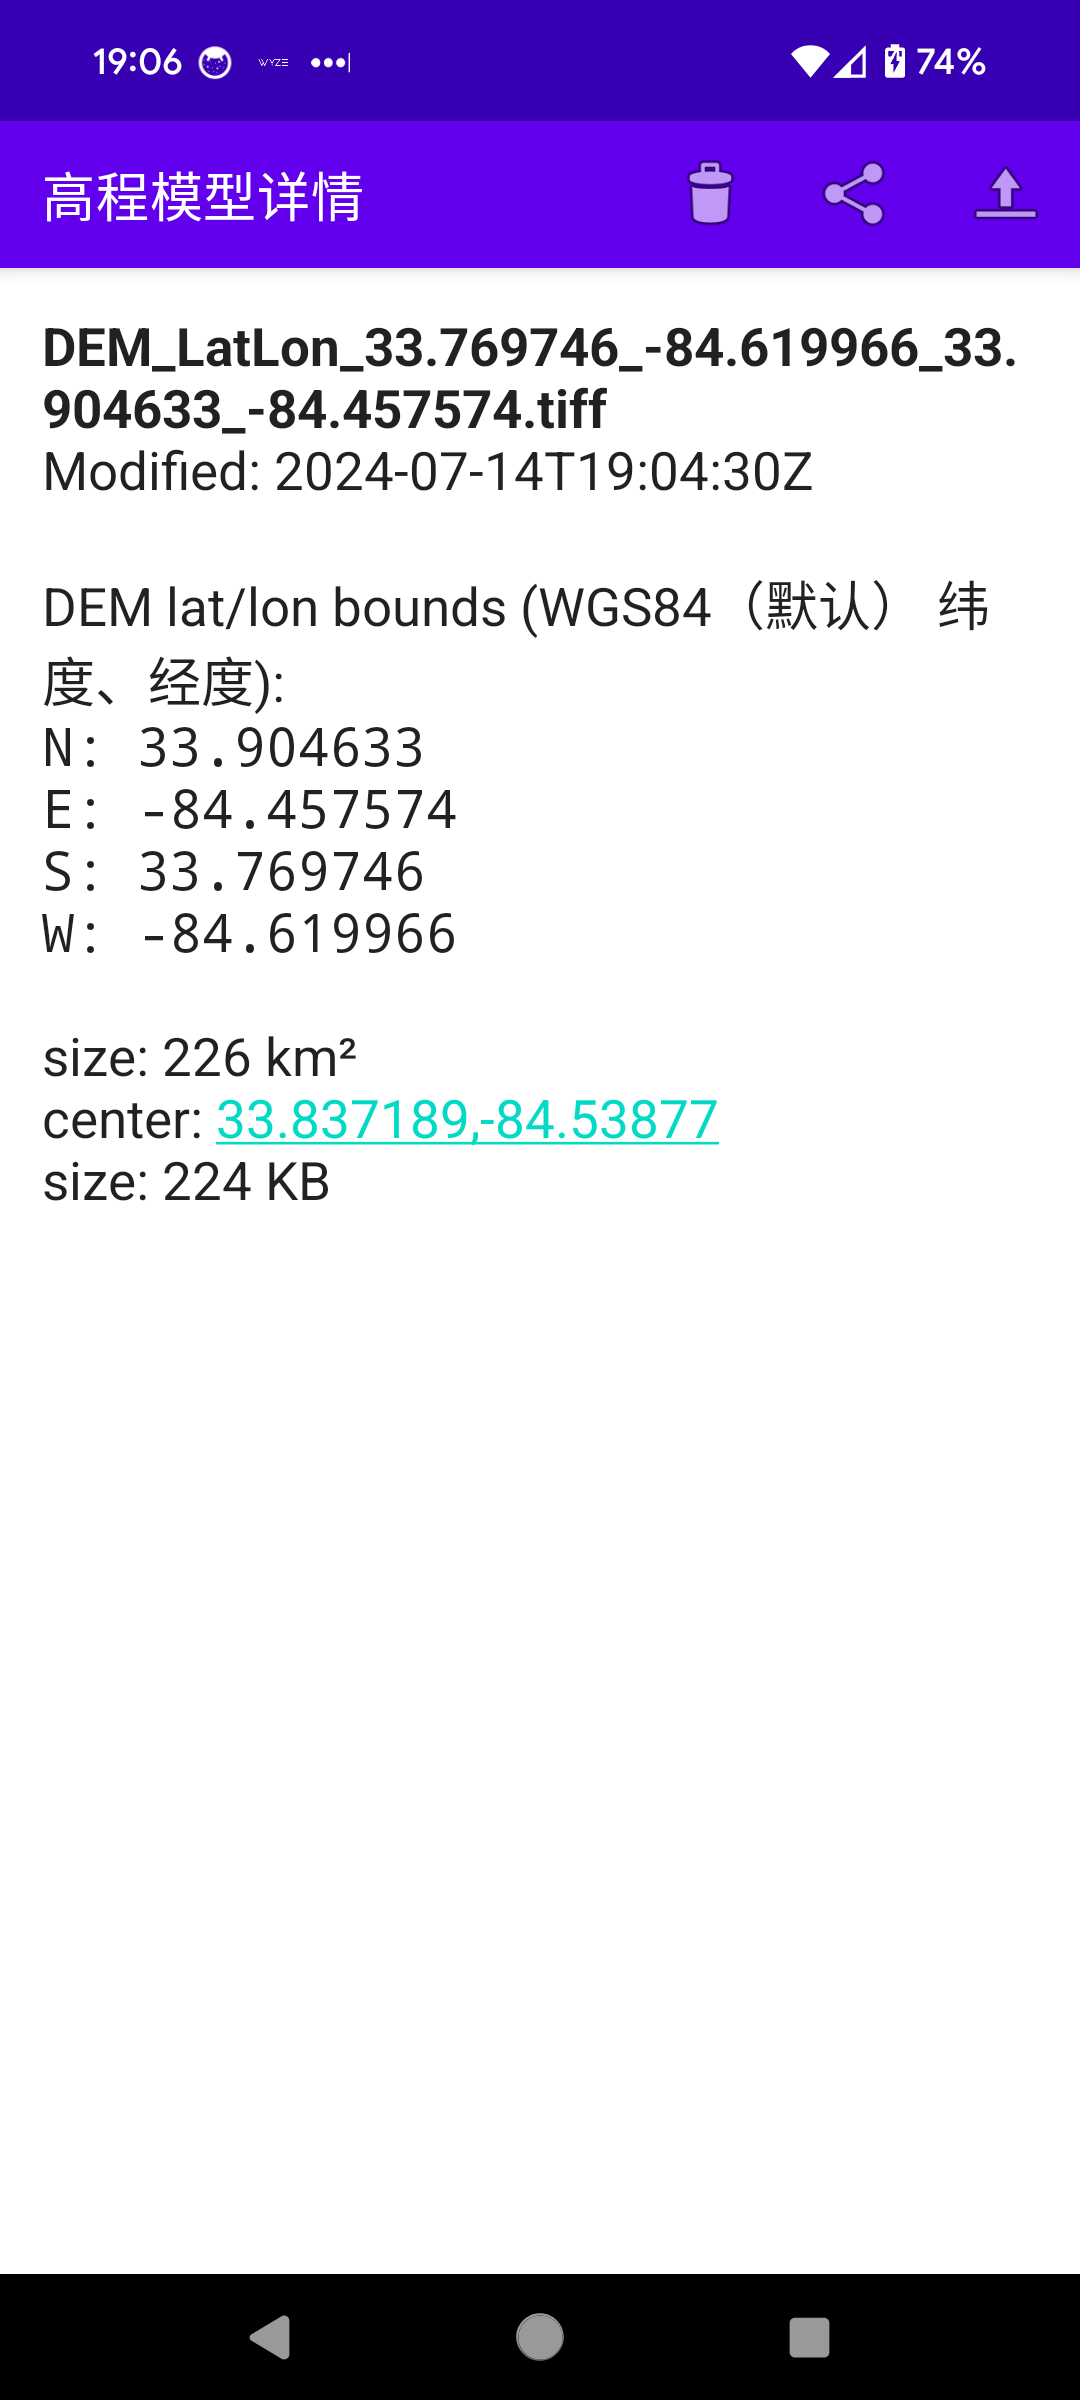 19:06 WYZE 74%
高程模型详情
DEM_LatLon_33.769746_-84.619966_33.
904633_-84.457574.tiff
Modified: 2024-07-14T19:04:30Z
DEM lat/lon bounds (WGS84（默认） 纬
度、经度):
N: 33.904633
E: -84.457574
S: 33.769746
W: -84.619966
size: 226 km²
center: 33.837189,-84.53877
size: 224 KB